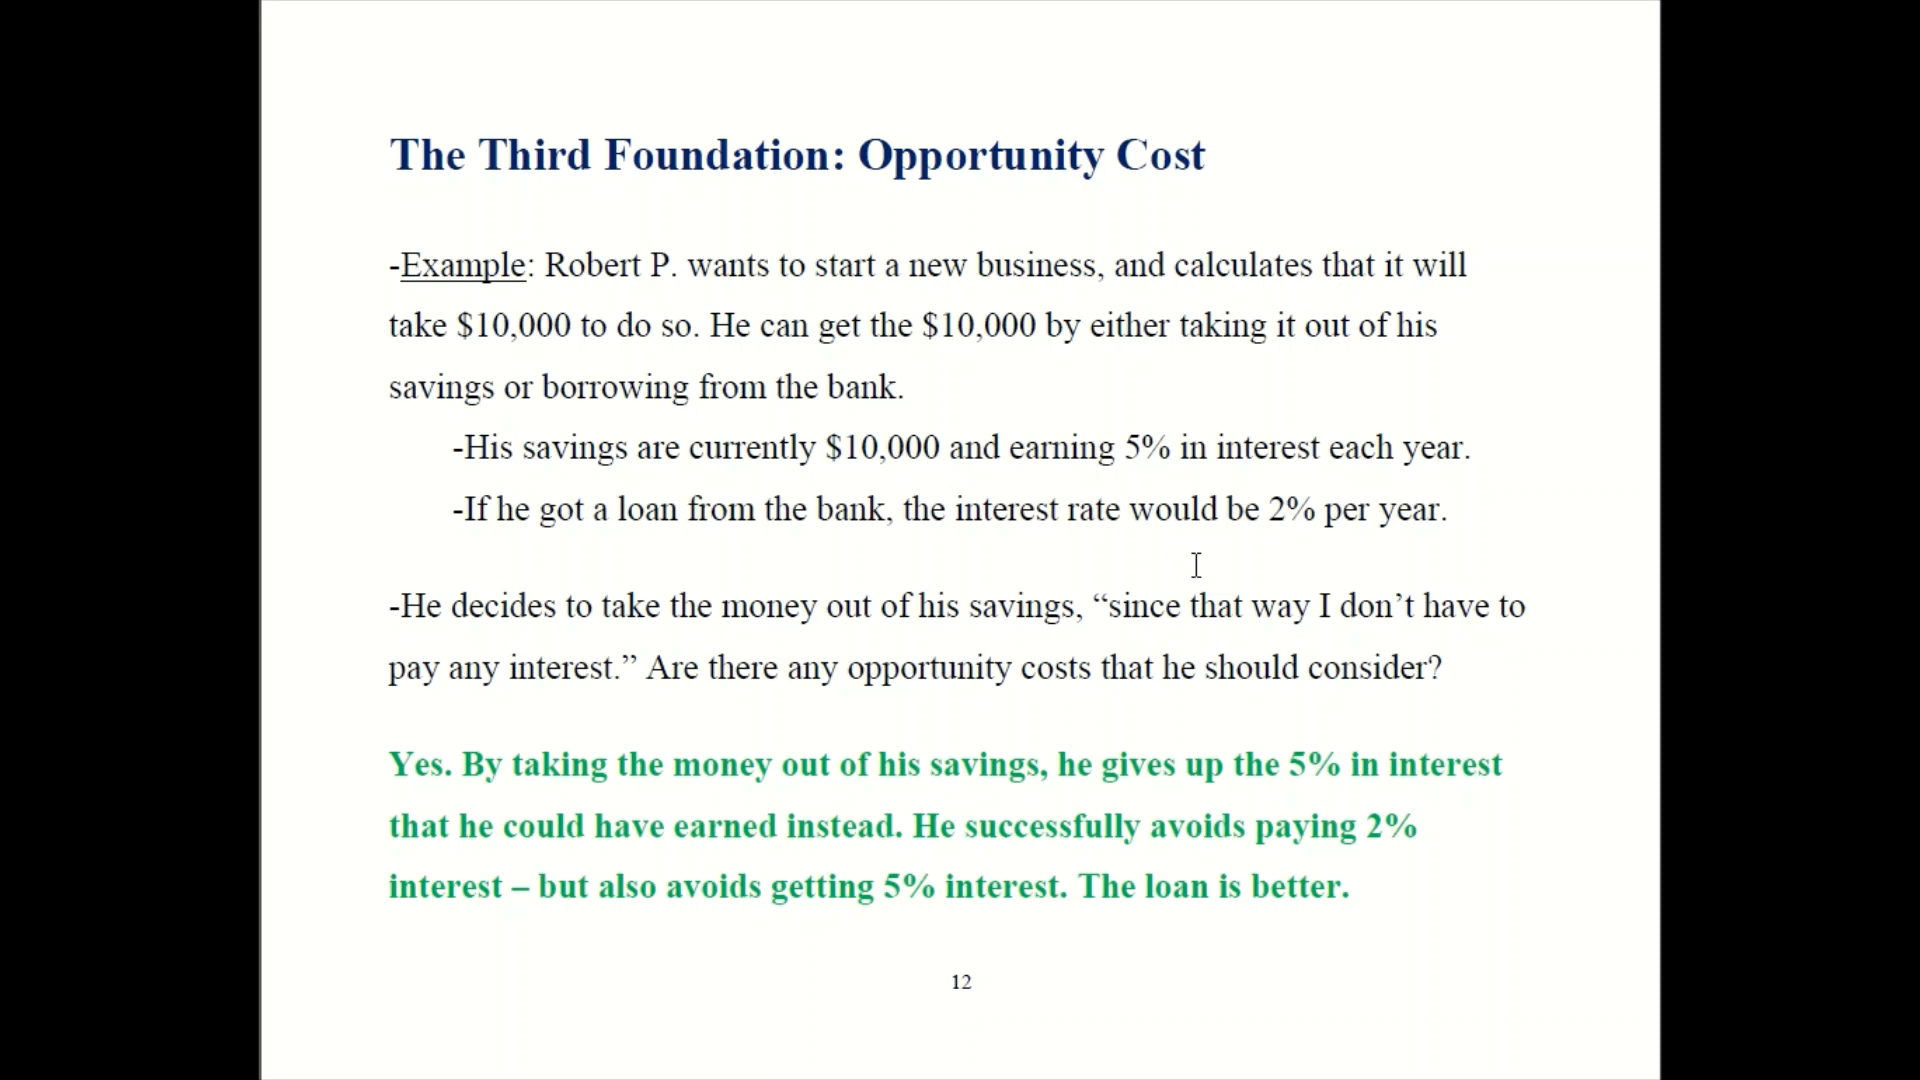 The Third Foundation: Opportunity Cost
-Example: Robert P. wants to start a new business, and calculates that it will
take $10,000 to do so. He can get the $10,000 by either taking it out of his
savings or borrowing from the bank.
-His savings are currently $10,000 and earning 5% in interest each year.
-If he got a loan from the bank, the interest rate would be 2% per year.
-He decides to take the money out of his savings, “since that way I don’t have to
pay any interest.” Are there any opportunity costs that he should consider?
Yes. By taking the money out of his savings, he gives up the 5% in interest
that he could have earned instead. He successfully avoids paying 2%
interest – but also avoids getting 5% interest. The loan is better.
12